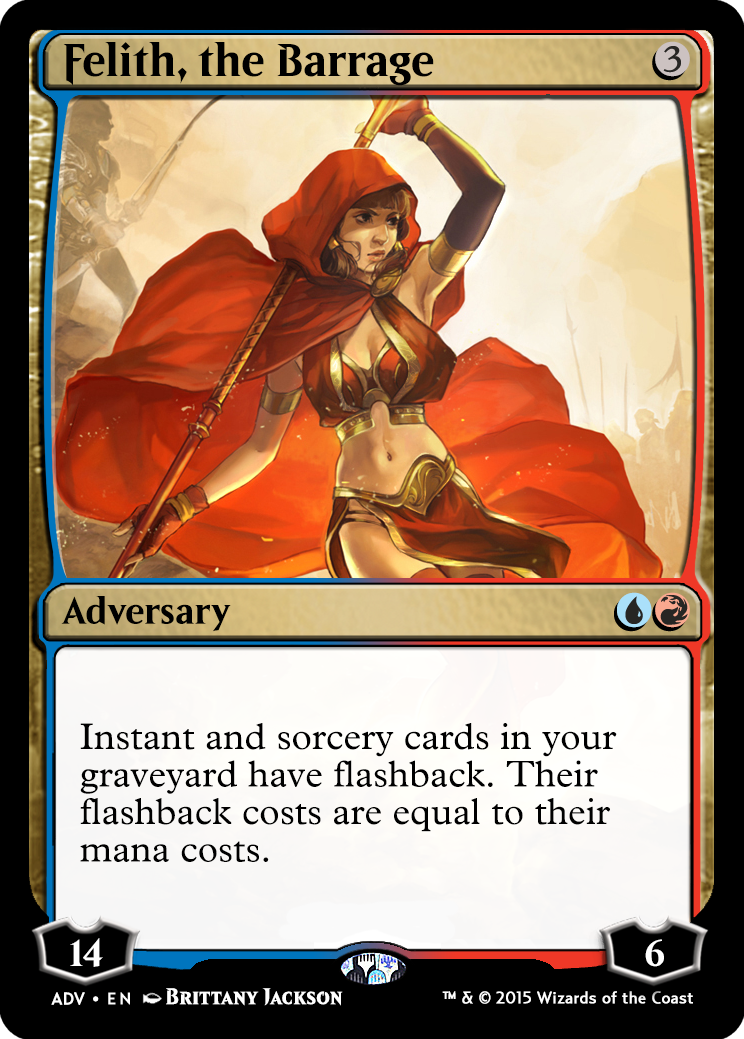 Felith, the Barrage
3
Adversary
Instant and sorcery cards in your
graveyard have flashback. Their
flashback costs are equal to their
mana costs.
14
6
ADV • EN Brittany Jackson
™ & © 2015 Wizards of the Coast